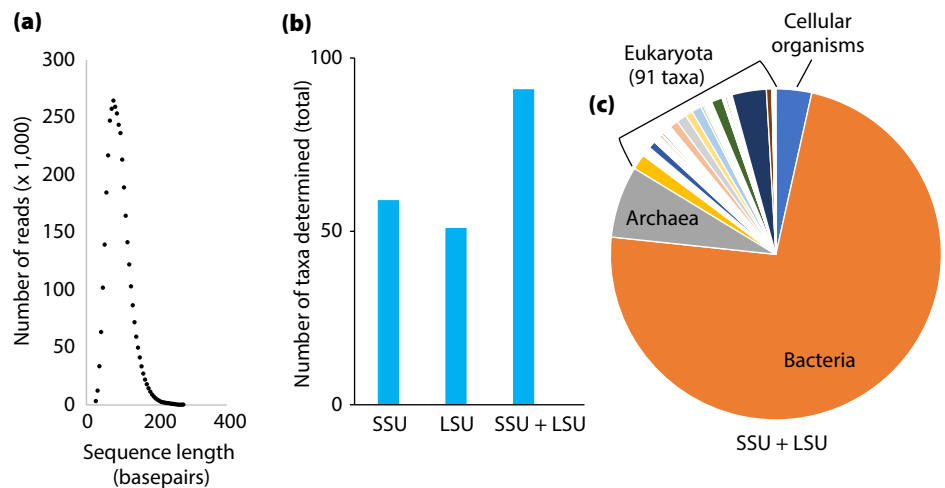 (a)
300
250
200
150
100
50
0
Number of reads (x 1,000)
0
200
400
Sequence length
(basepairs)
(b)
100
50
0
Number of taxa determined (total)
SSU
LSU
SSU + LSU
(c)
Eukaryota
(91 taxa)
Cellular
organisms
Archaea
Bacteria
SSU + LSU